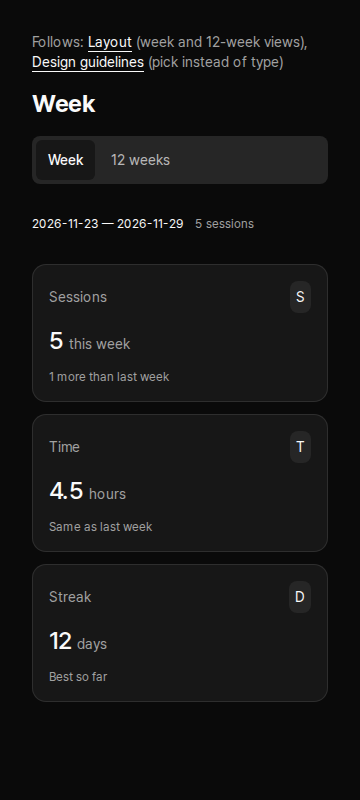 Follows: Layout (week and 12-week views),
Design guidelines (pick instead of type)
Week
Week 12 weeks
2026-11-23 — 2026-11-29 5 sessions
Sessions S
5 this week
1 more than last week
Time T
4.5 hours
Same as last week
Streak D
12 days
Best so far